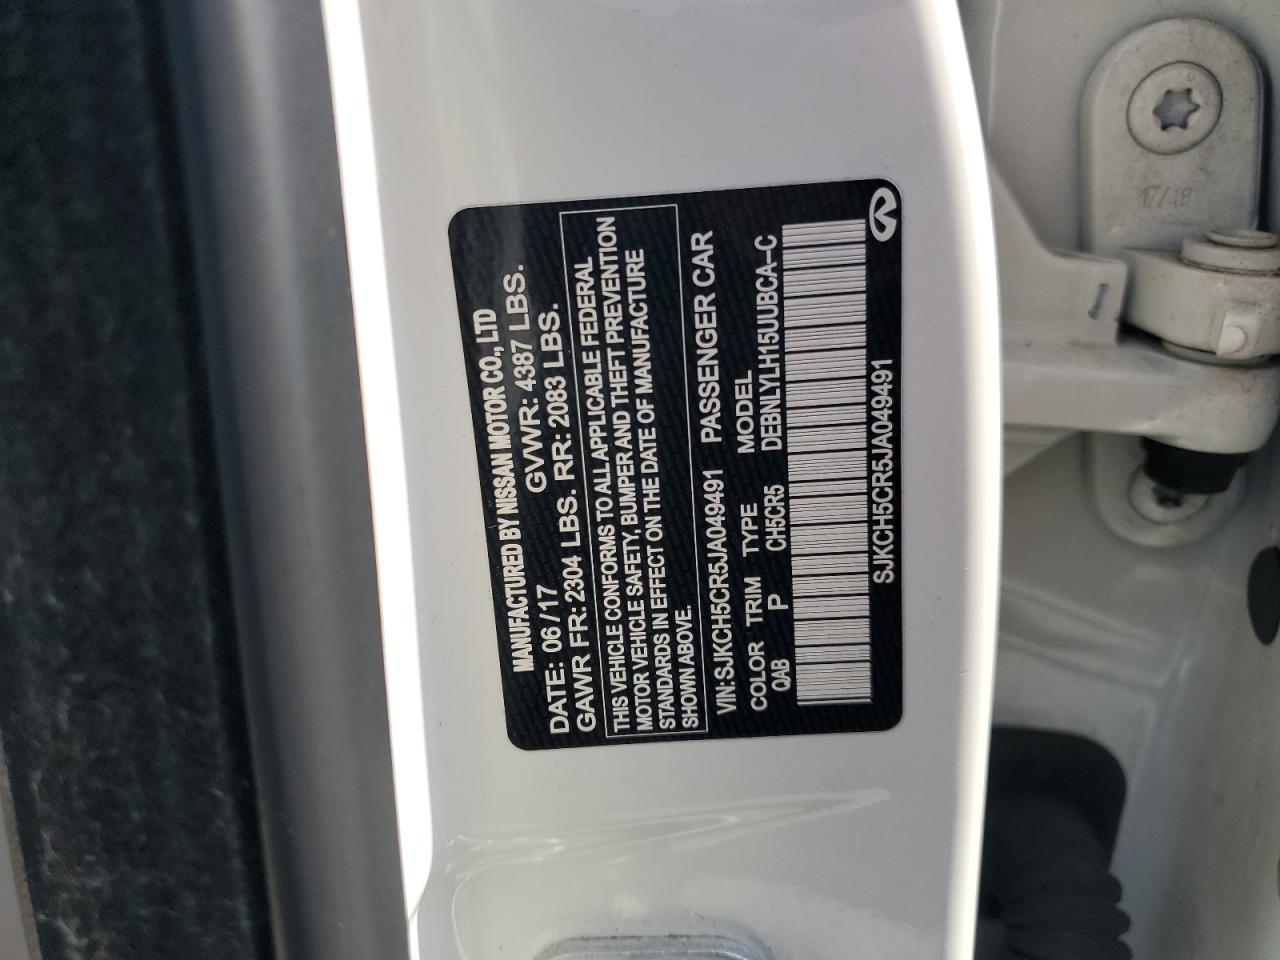 MANUFACTURED BY NISSAN MOTOR CO., LTD
DATE: 06 /17 GVWR: 4387 LBS.
GAWR FR: 2304 LBS. RR: 2083 LBS.
THIS VEHICLE CONFORMS TO ALL APPLICABLE FEDERAL
MOTOR VEHICLE SAFETY, BUMPER AND THEFT PREVENTION
STANDARDS IN EFFECT ON THE DATE OF MANUFACTURE
SHOWN ABOVE.
VIN: SJKCH5CR5JA049491 PASSENGER CAR
COLOR TRIM TYPE MODEL
QAB P CH5CR5 DEBNLYLH15UUBCA-C
SJKCH5CR5JA049491